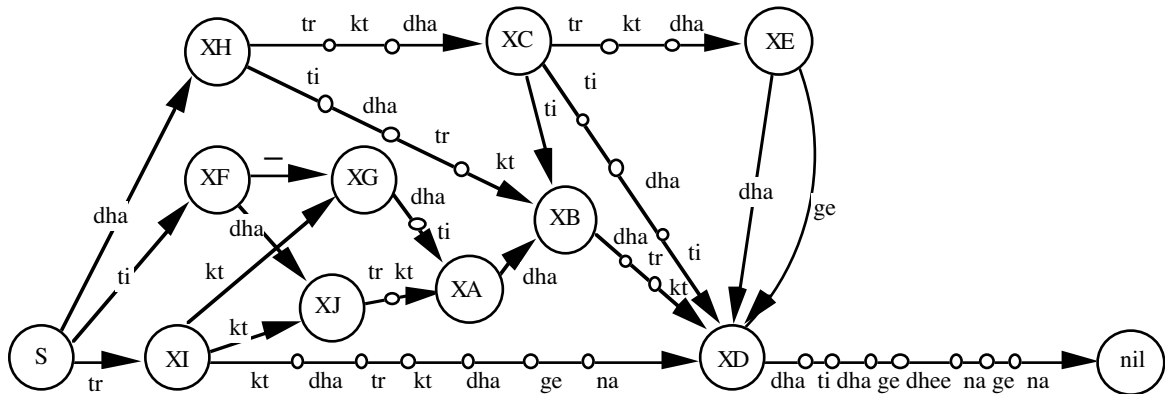 tr kt dha tr kt dha
XH XC XE
ti ti ti
dha
tr
kt
dha
dha
–
XF XG
dha
XB
ge
dha
dha
ti
dha
tr
ti
kt
ti
kt
tr kt
XA
dha
XJ
kt
S XI XD nil
tr kt dha tr kt dha ge na dha ti dha ge dhee na ge na